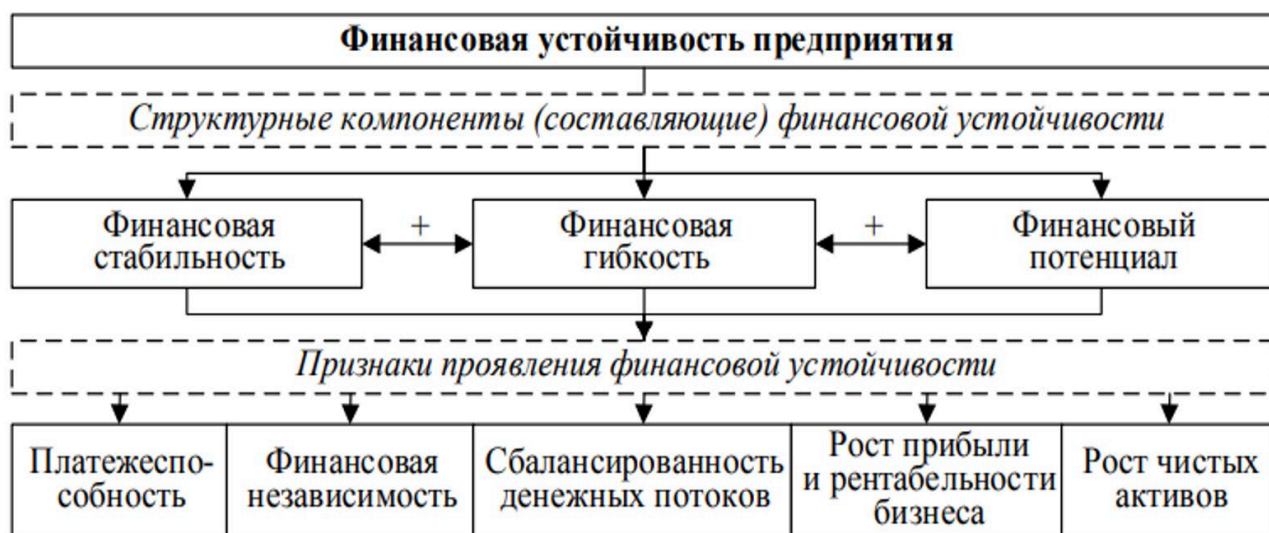 Финансовая устойчивость предприятия
Структурные компоненты (составляющие) финансовой устойчивости
Финансовая
стабильность
+
Финансовая
гибкость
+
Финансовый
потенциал
Признаки проявления финансовой устойчивости
Платежеспо-
собность
Финансовая
независимость
Сбалансированность
денежных потоков
Рост прибыли
и рентабельности
бизнеса
Рост чистых
активов